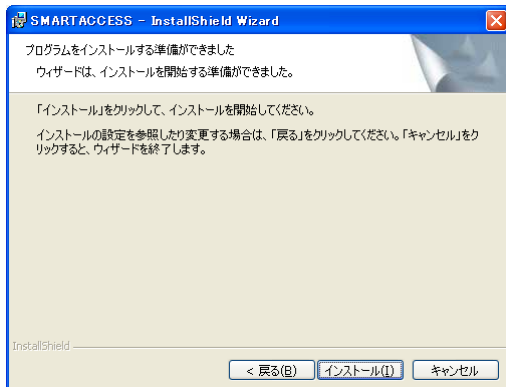 SMARTACCESS - InstallShield Wizard
プログラムをインストールする準備ができました
ウィザードは、インストールを開始する準備ができました。
「インストール」をクリックして、インストールを開始してください。
インストールの設定を参照したり変更する場合は、「戻る」をクリックしてください。「キャンセル」をク
リックすると、ウィザードを終了します。
InstallShield
< 戻る(B) インストール(I) キャンセル